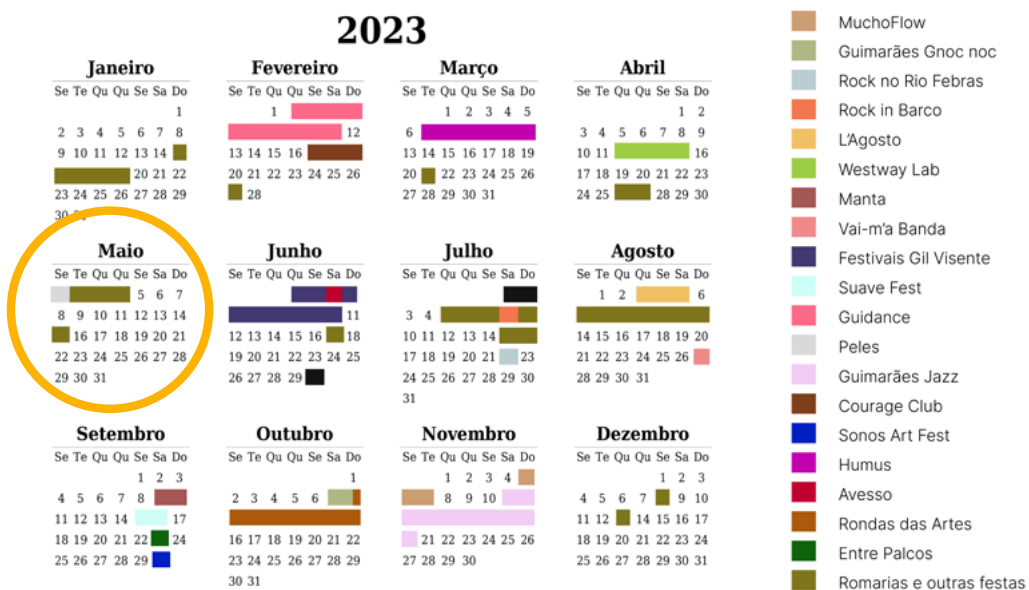 2023
Janeiro
Se Te Qu Qu Se Sa Do
1
2 3 4 5 6 7 8
9 10 11 12 13 14
20 21 22
23 24 25 26 27 28 29
30 31
Fevereiro
Se Te Qu Qu Se Sa Do
1
12
13 14 15 16
20 21 22 23 24 25 26
28
Março
Se Te Qu Qu Se Sa Do
1 2 3 4 5
6
13 14 15 16 17 18 19
20 22 23 24 25 26
27 28 29 30 31
Abril
Se Te Qu Qu Se Sa Do
1 2
3 4 5 6 7 8 9
10 11 16
17 18 19 20 21 22 23
24 25 28 29 30
Maio
Se Te Qu Qu Se Sa Do
5 6 7
8 9 10 11 12 13 14
16 17 18 19 20 21
22 23 24 25 26 27 28
29 30 31
Junho
Se Te Qu Qu Se Sa Do
11
12 13 14 15 16 18
19 20 21 22 23 24 25
26 27 28 29
Julho
Se Te Qu Qu Se Sa Do
3 4
10 11 12 13 14
17 18 19 20 21 23
24 25 26 27 28 29 30
31
Agosto
Se Te Qu Qu Se Sa Do
1 2 6
14 15 16 17 18 19 20
21 22 23 24 25 26
28 29 30 31
Setembro
Se Te Qu Qu Se Sa Do
1 2 3
4 5 6 7 8
11 12 13 14 17
18 19 20 21 22 24
25 26 27 28 29
Outubro
Se Te Qu Qu Se Sa Do
1
2 3 4 5 6
16 17 18 19 20 21 22
23 24 25 26 27 28 29
30 31
Novembro
Se Te Qu Qu Se Sa Do
1 2 3 4
8 9 10
21 22 23 24 25 26
27 28 29 30
Dezembro
Se Te Qu Qu Se Sa Do
1 2 3
4 5 6 7 9 10
11 12 14 15 16 17
18 19 20 21 22 23 24
25 26 27 28 29 30 31
MuchoFlow
Guimarães Gnoc noc
Rock no Rio Febras
Rock in Barco
L'Agosto
Westway Lab
Manta
Vai-m'a Banda
Festivais Gil Visente
Suave Fest
Guidance
Peles
Guimarães Jazz
Courage Club
Sonos Art Fest
Humus
Avesso
Rondas das Artes
Entre Palcos
Romarias e outras festas